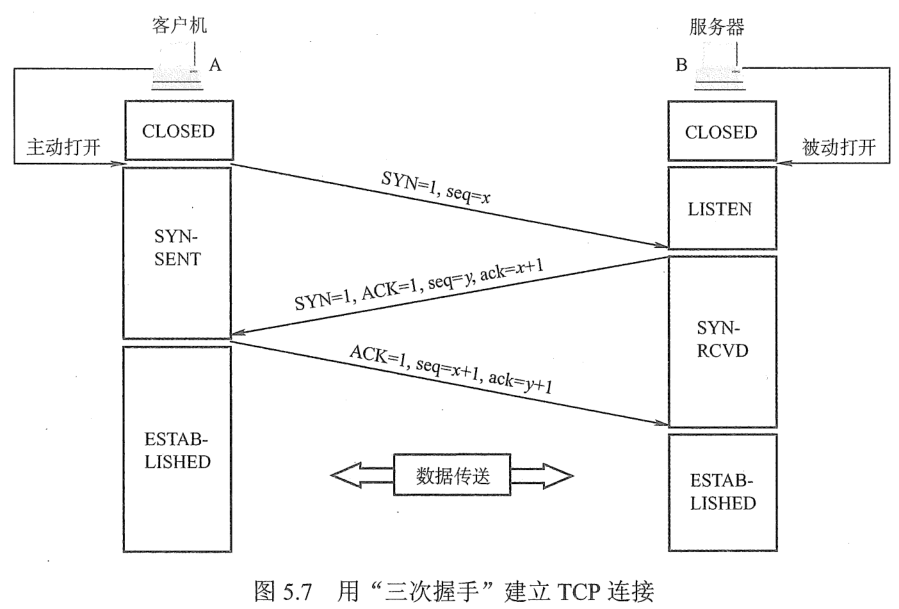 客户机
服务器
A
B
CLOSED
CLOSED
主动打开
被动打开
SYN=1, seq=x
LISTEN
SYN-
SENT
SYN=1, ACK=1, seq=y, ack=x+1
SYN-
RCVD
ACK=1, seq=x+1, ack=y+1
ESTAB-
LISHED
数据传送
ESTAB-
LISHED
图 5.7 用“三次握手”建立 TCP 连接